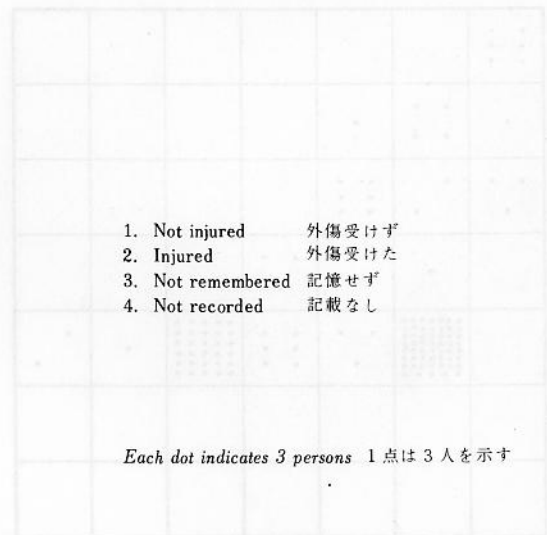 1. Not injured 外傷受けず
2. Injured 外傷受けた
3. Not remembered 記憶せず
4. Not recorded 記載なし
Each dot indicates 3 persons 1点は3人を示す